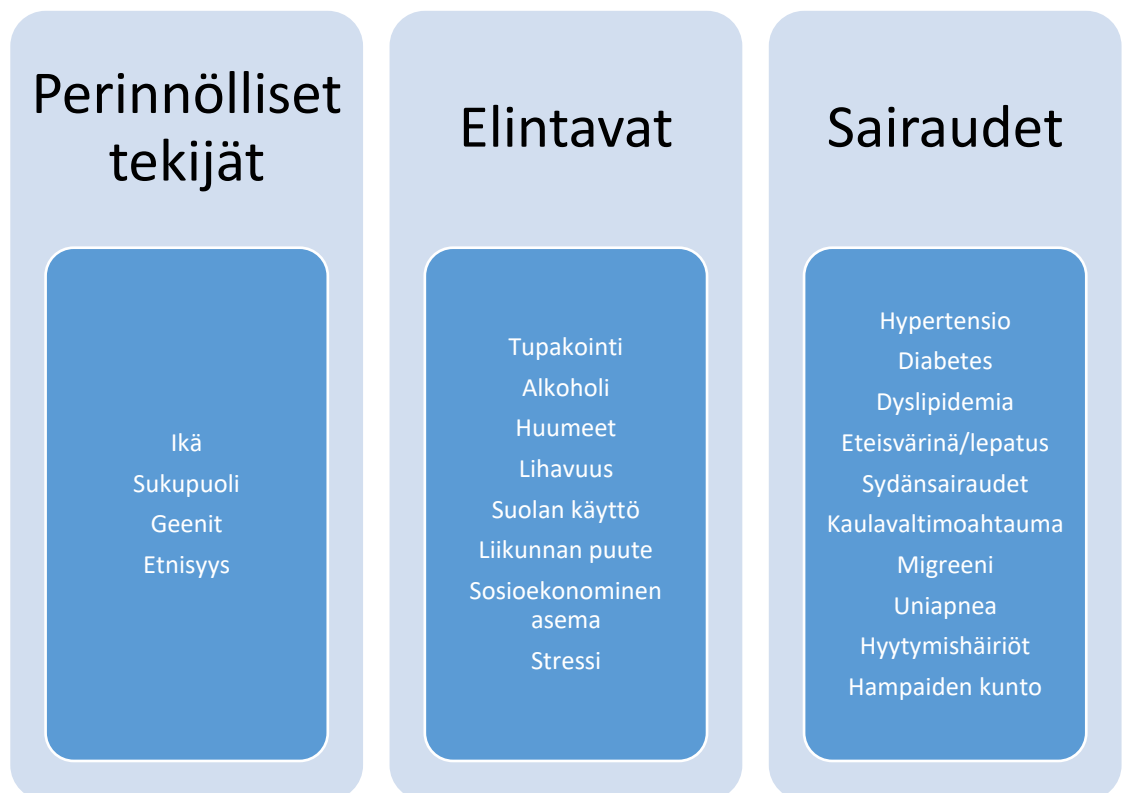 Perinnölliset
tekijät
Ikä
Sukupuoli
Geenit
Etnisyys
Elintavat
Tupakointi
Alkoholi
Huumeet
Lihavuus
Suolan käyttö
Liikunnan puute
Sosioekonominen
asema
Stressi
Sairaudet
Hypertensio
Diabetes
Dyslipidemia
Eteisvärinä/lepatus
Sydänsairaudet
Kaulavaltimoahtauma
Migreeni
Uniapnea
Hyytymishäiriöt
Hampaiden kunto